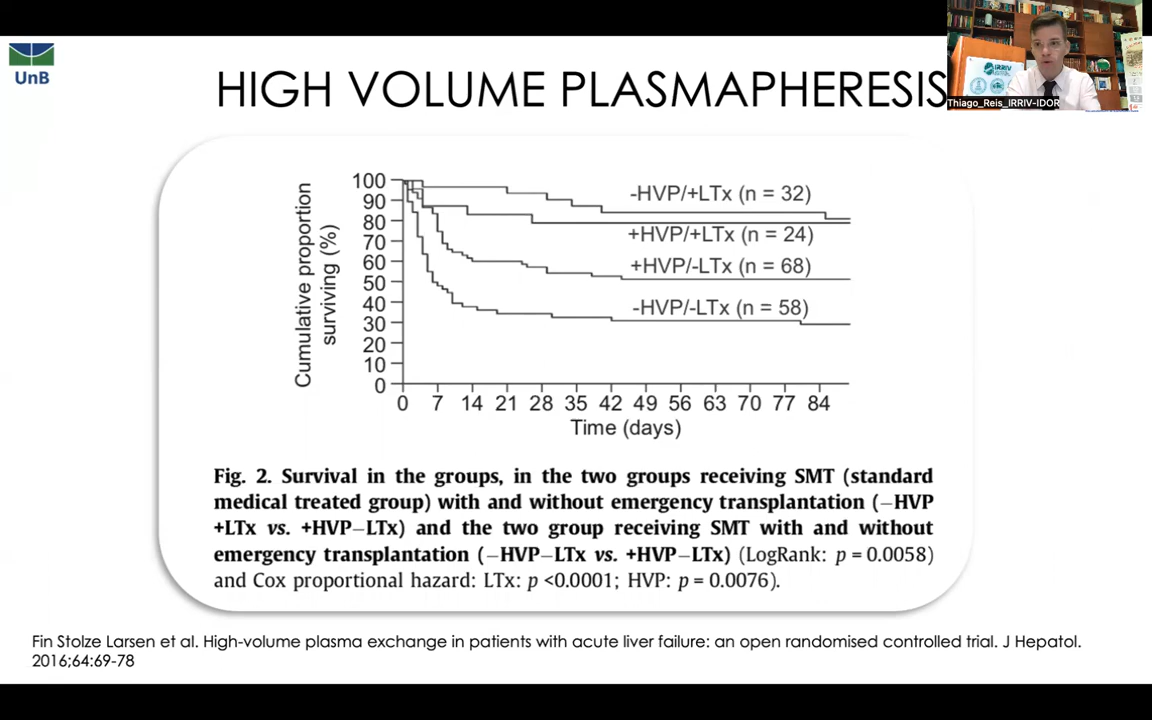 UnB
HIGH VOLUME PLASMAPHERESIS
IRRIV
Thiago_Reis_IRRIV-IDOR
Cumulative proportion
surviving (%)
100
90
80
70
60
50
40
30
20
10
0
-HVP/+LTx (n = 32)
+HVP/+LTx (n = 24)
+HVP/-LTx (n = 68)
-HVP/-LTx (n = 58)
0 7 14 21 28 35 42 49 56 63 70 77 84
Time (days)
Fig. 2. Survival in the groups, in the two groups receiving SMT (standard
medical treated group) with and without emergency transplantation (−HVP
+LTx vs. +HVP−LTx) and the two group receiving SMT with and without
emergency transplantation (−HVP−LTx vs. +HVP−LTx) (LogRank: p = 0.0058)
and Cox proportional hazard: LTx: p <0.0001; HVP: p = 0.0076).
Fin Stolze Larsen et al. High-volume plasma exchange in patients with acute liver failure: an open randomised controlled trial. J Hepatol.
2016;64:69-78